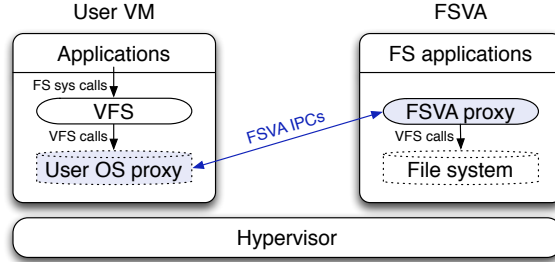 User VM
FSVA
Applications
FS applications
FS sys calls
VFS
FSVA IPCs
FSVA proxy
VFS calls
VFS calls
User OS proxy
File system
Hypervisor